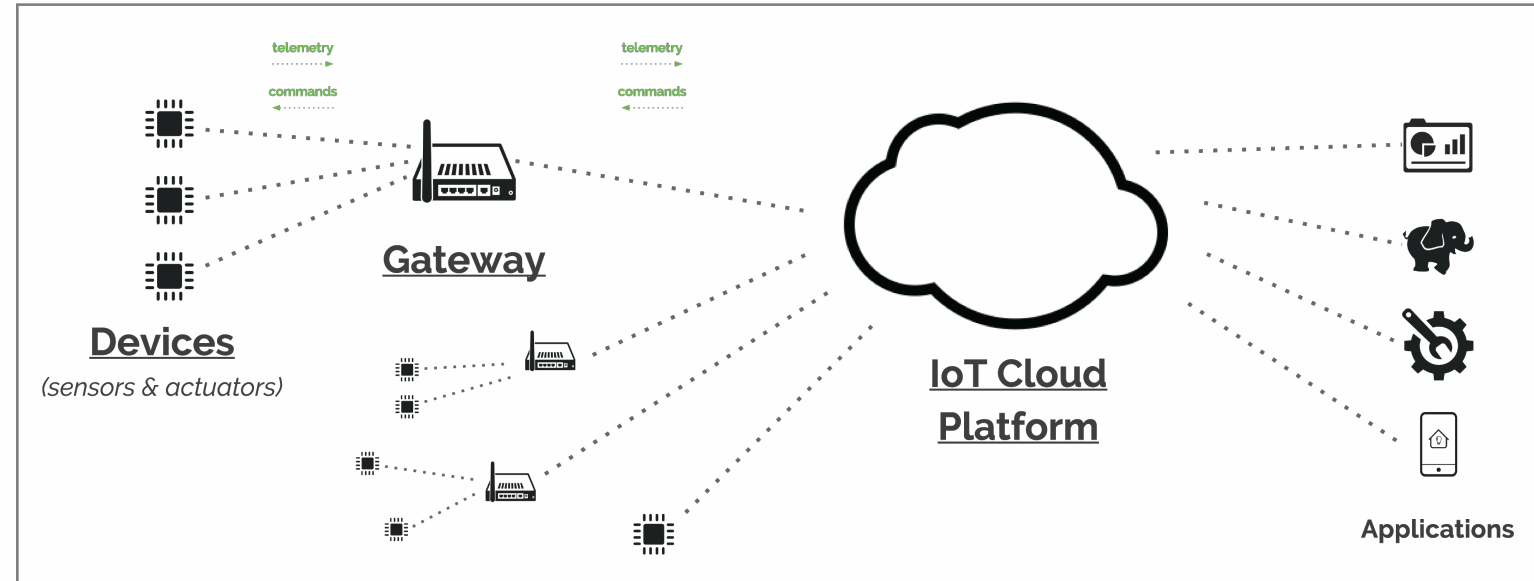 telemetry
commands
telemetry
commands
Gateway
Devices
(sensors & actuators)
IoT Cloud
Platform
Applications